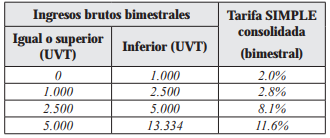 Ingresos brutos bimestrales
Tarifa SIMPLE
consolidada
(bimestral)
Igual o superior
(UVT)
Inferior (UVT)
0 1.000 2.0%
1.000 2.500 2.8%
2.500 5.000 8.1%
5.000 13.334 11.6%